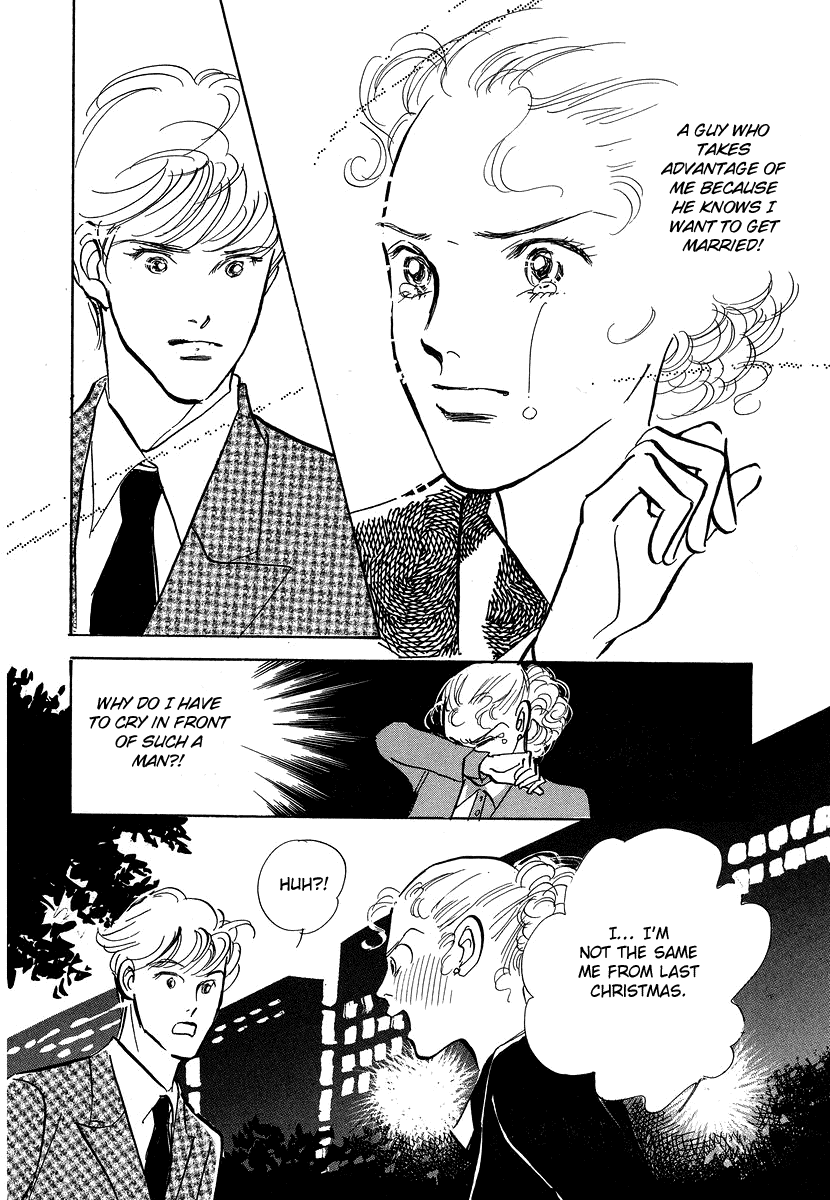 A GUY WHO
TAKES
ADVANTAGE OF
ME BECAUSE
HE KNOWS I
WANT TO GET
MARRIED!
WHY DO I HAVE
TO CRY IN FRONT
OF SUCH A
MAN?!
HUH?!
I... I'M
NOT THE SAME
ME FROM LAST
CHRISTMAS.